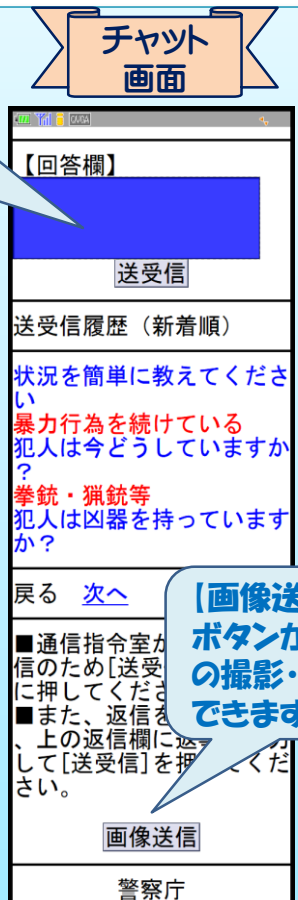 チャット
画面
QVGA
【回答欄】
送受信
送受信履歴（新着順）
状況を簡単に教えてくださ
い
暴力行為を続けている
犯人は今どうしていますか
？
拳銃・猟銃等
犯人は凶器を持っています
か？
戻る 次へ
【画像送
ボタンか
の撮影・
できます
■通信指令室か
信のため[送受
に押してくださ
■また、返信を
、上の返信欄に返
して[送受信]を押 てくだ
さい。
画像送信
警察庁